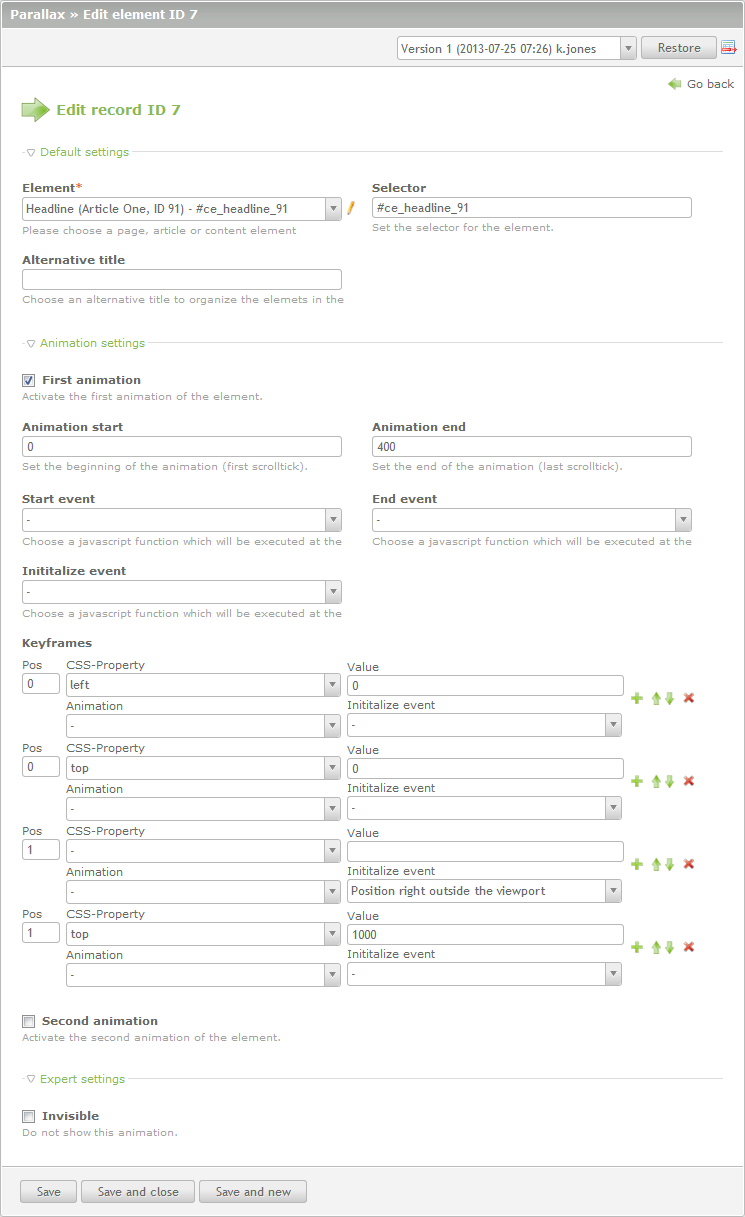 Parallax » Edit element ID 7
Version 1 (2013-07-25 07:26) k.jones
Restore
Go back
Edit record ID 7
Default settings
Element*
Selector
Headline (Article One, ID 91) - #ce_headline_91
#ce_headline_91
Please choose a page, article or content element
Set the selector for the element.
Alternative title
Choose an alternative title to organize the elemets in the
Animation settings
First animation
Activate the first animation of the element.
Animation start
Animation end
0
400
Set the beginning of the animation (first scrolltick).
Set the end of the animation (last scrolltick).
Start event
End event
-
-
Choose a javascript function which will be executed at the
Choose a javascript function which will be executed at the
Inititalize event
-
Choose a javascript function which will be executed at the
Keyframes
Pos CSS-Property Value
0 left 0
Animation Inititalize event
- -
Pos CSS-Property Value
0 top 0
Animation Inititalize event
- -
Pos CSS-Property Value
1 -
Animation Inititalize event
- Position right outside the viewport
Pos CSS-Property Value
1 top 1000
Animation Inititalize event
- -
Second animation
Activate the second animation of the element.
Expert settings
Invisible
Do not show this animation.
Save Save and close Save and new